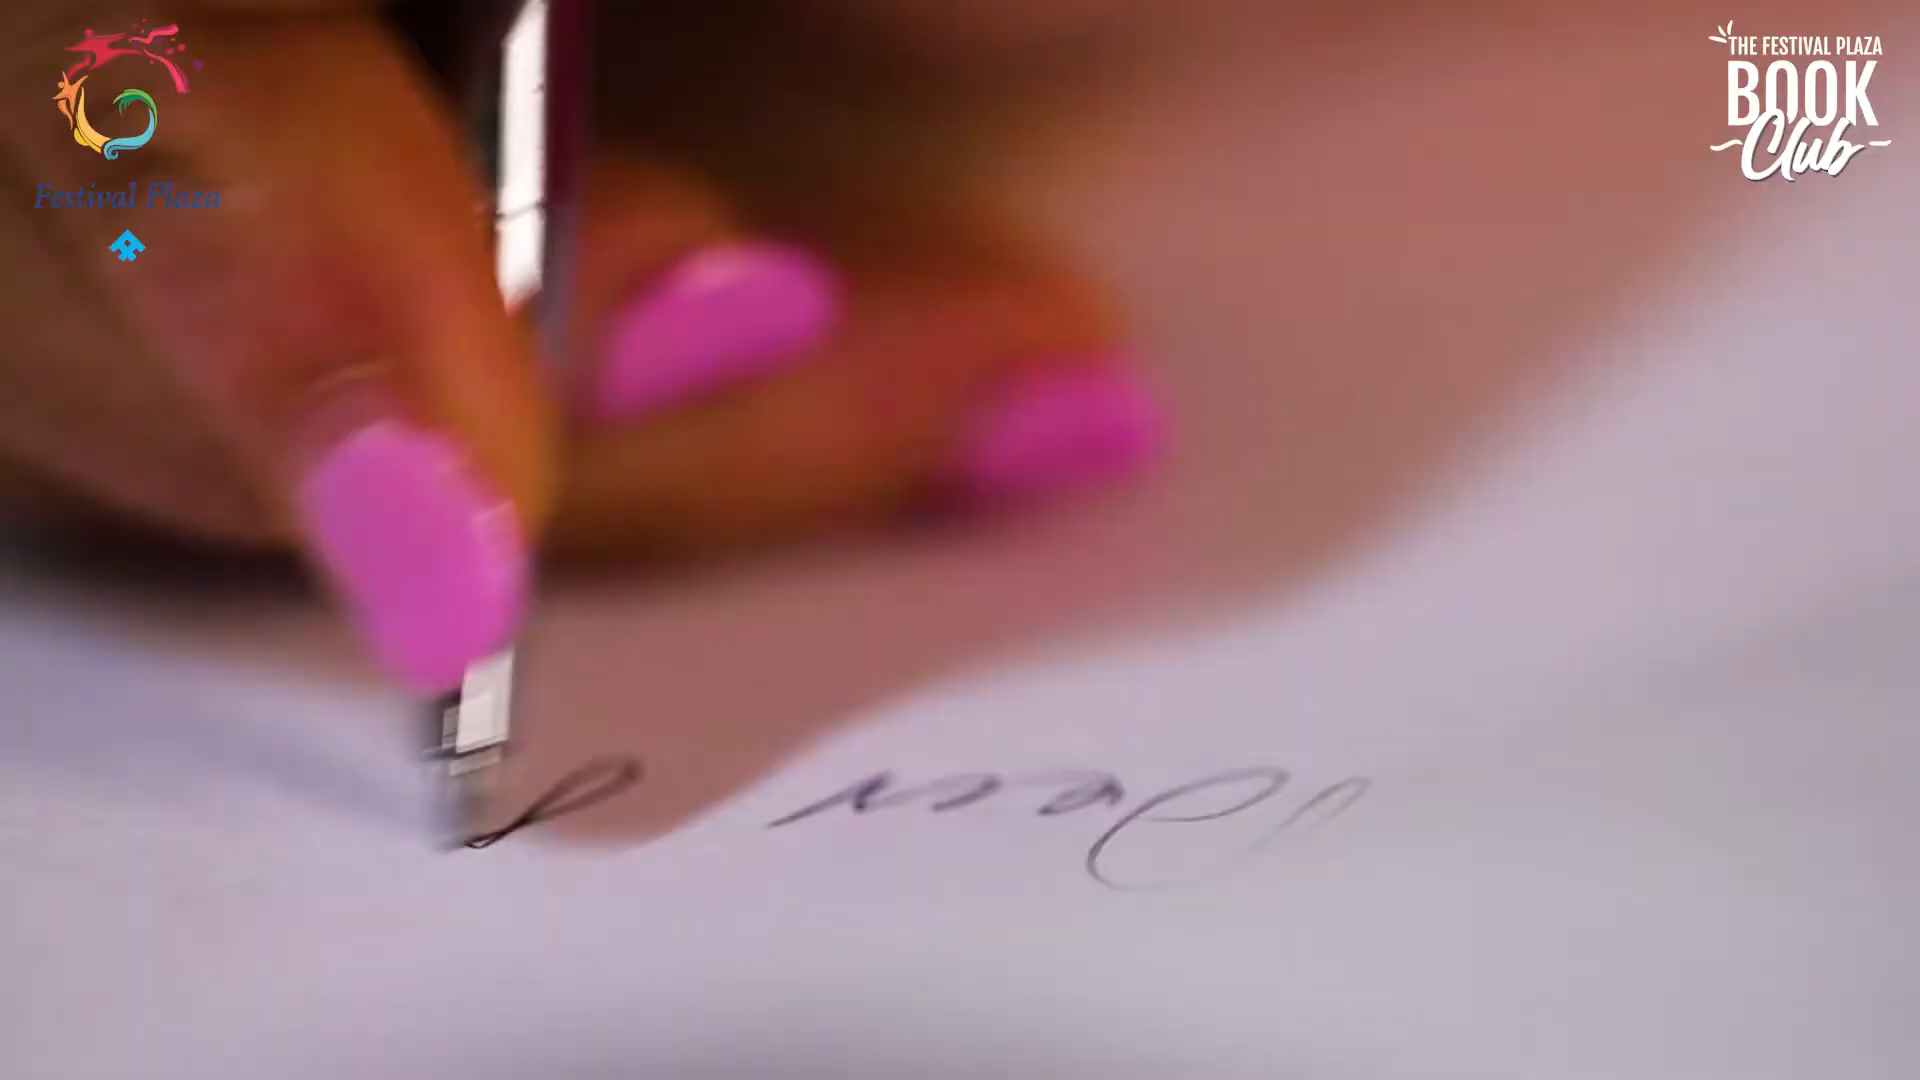 Festival Plaza
THE FESTIVAL PLAZA
BOOK
Club
Dear